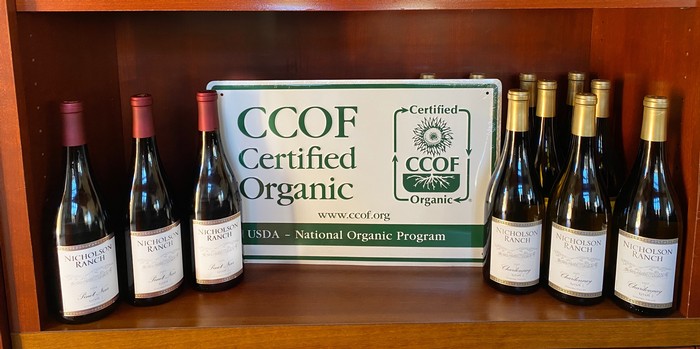 CCOF
Certified
Organic
www.ccof.org
USDA - National Organic Program
Certified
CCOF
Organic
NICHOLSON
RANCH
Pinot Noir
NICHOLSON
RANCH
Pinot Noir
NICHOLSON
RANCH
Pinot Noir
NICHOLSON
RANCH
Chardonnay
NICHOLSON
RANCH
Chardonnay
NICHOLSON
RANCH
Chardonnay